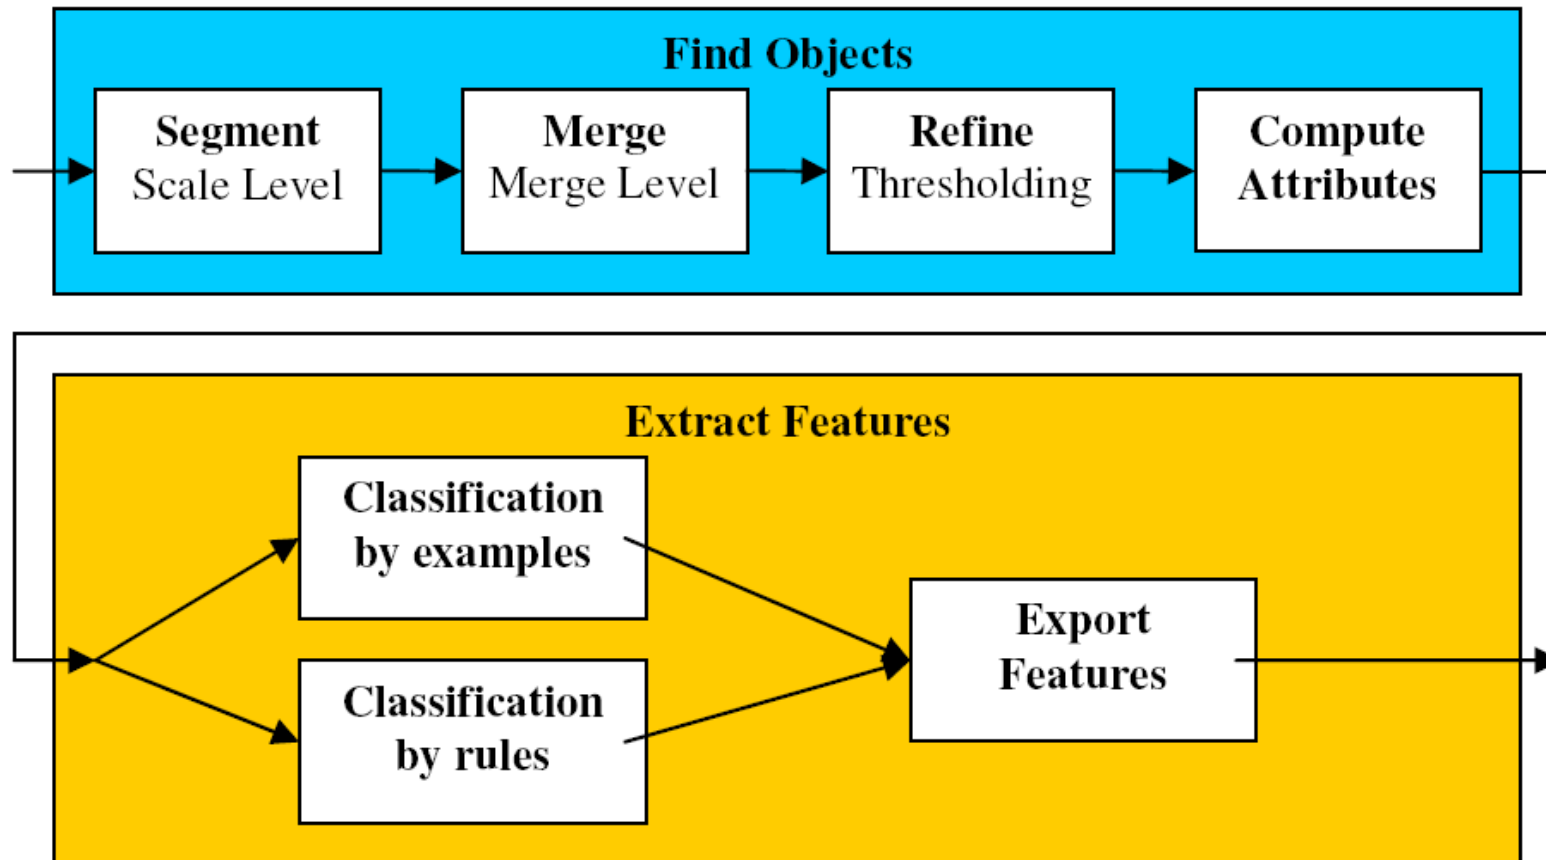 Find Objects
Segment
Scale Level
Merge
Merge Level
Refine
Thresholding
Compute
Attributes
Extract Features
Classification
by examples
Classification
by rules
Export
Features